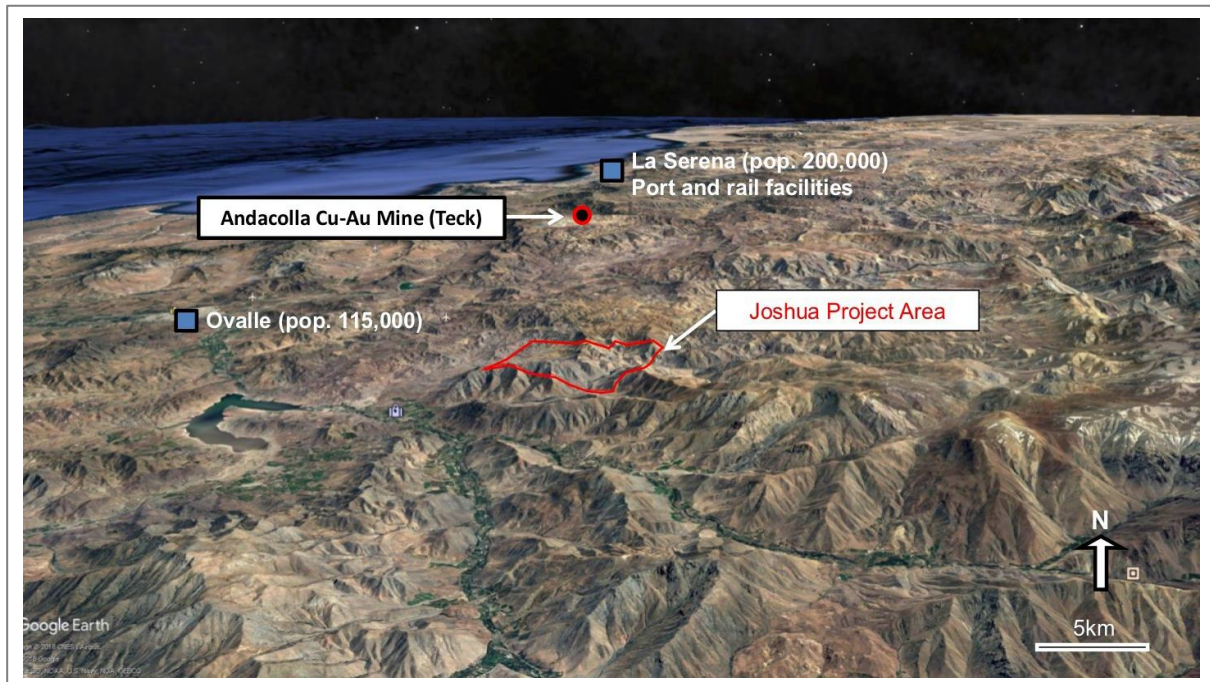 La Serena (pop. 200,000)
Port and rail facilities
Andacolla Cu-Au Mine (Teck)
Joshua Project Area
Ovalle (pop. 115,000)
N
5km
Google Earth